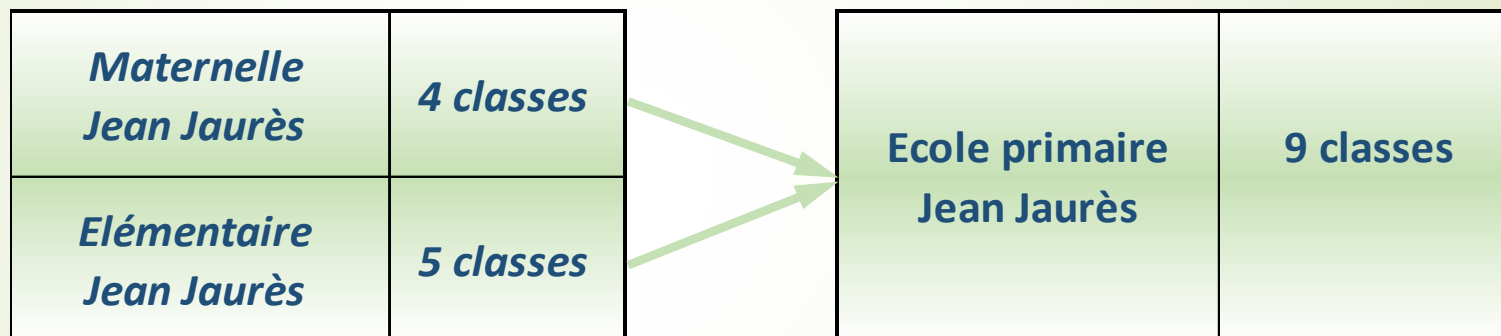 Maternelle
Jean Jaurès
4 classes
Elémentaire
Jean Jaurès
5 classes
Ecole primaire
Jean Jaurès
9 classes